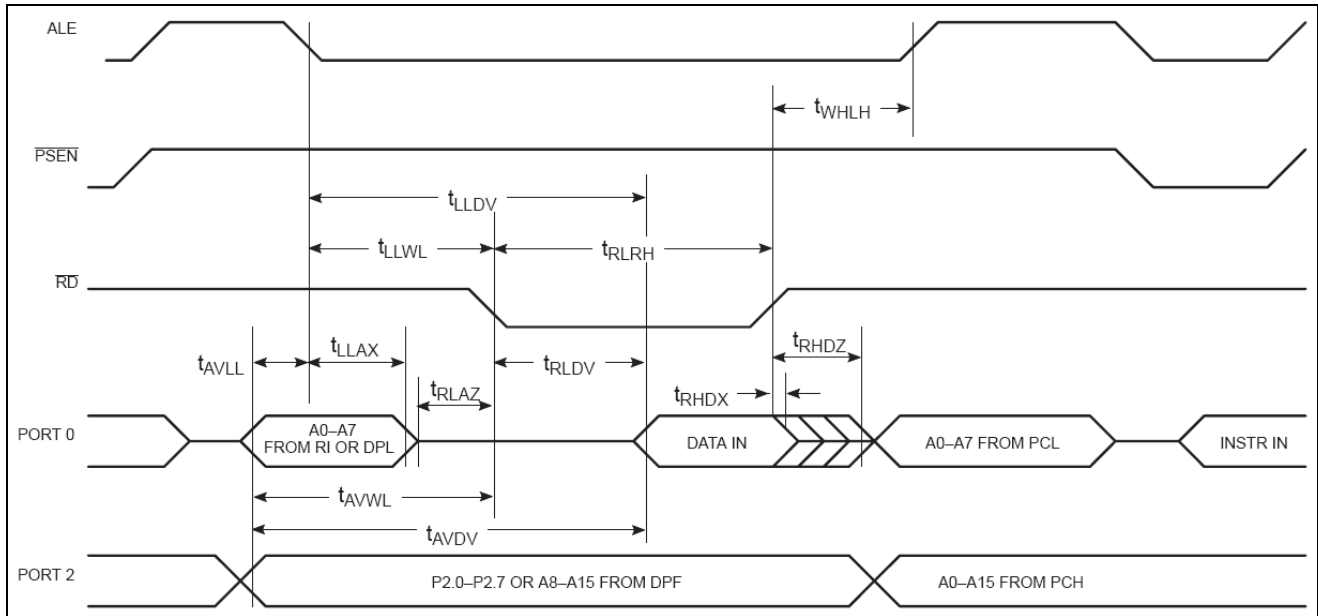 ALE
tWHLH
PSEN
tLLDV
tLLWL
tRLRH
RD
tAVLL
tLLAX
tRLAZ
tRLDV
tRHDZ
tRHDX
PORT 0
A0–A7
FROM RI OR DPL
DATA IN
A0–A7 FROM PCL
INSTR IN
tAVWL
tAVDV
PORT 2
P2.0–P2.7 OR A8–A15 FROM DPF
A0–A15 FROM PCH